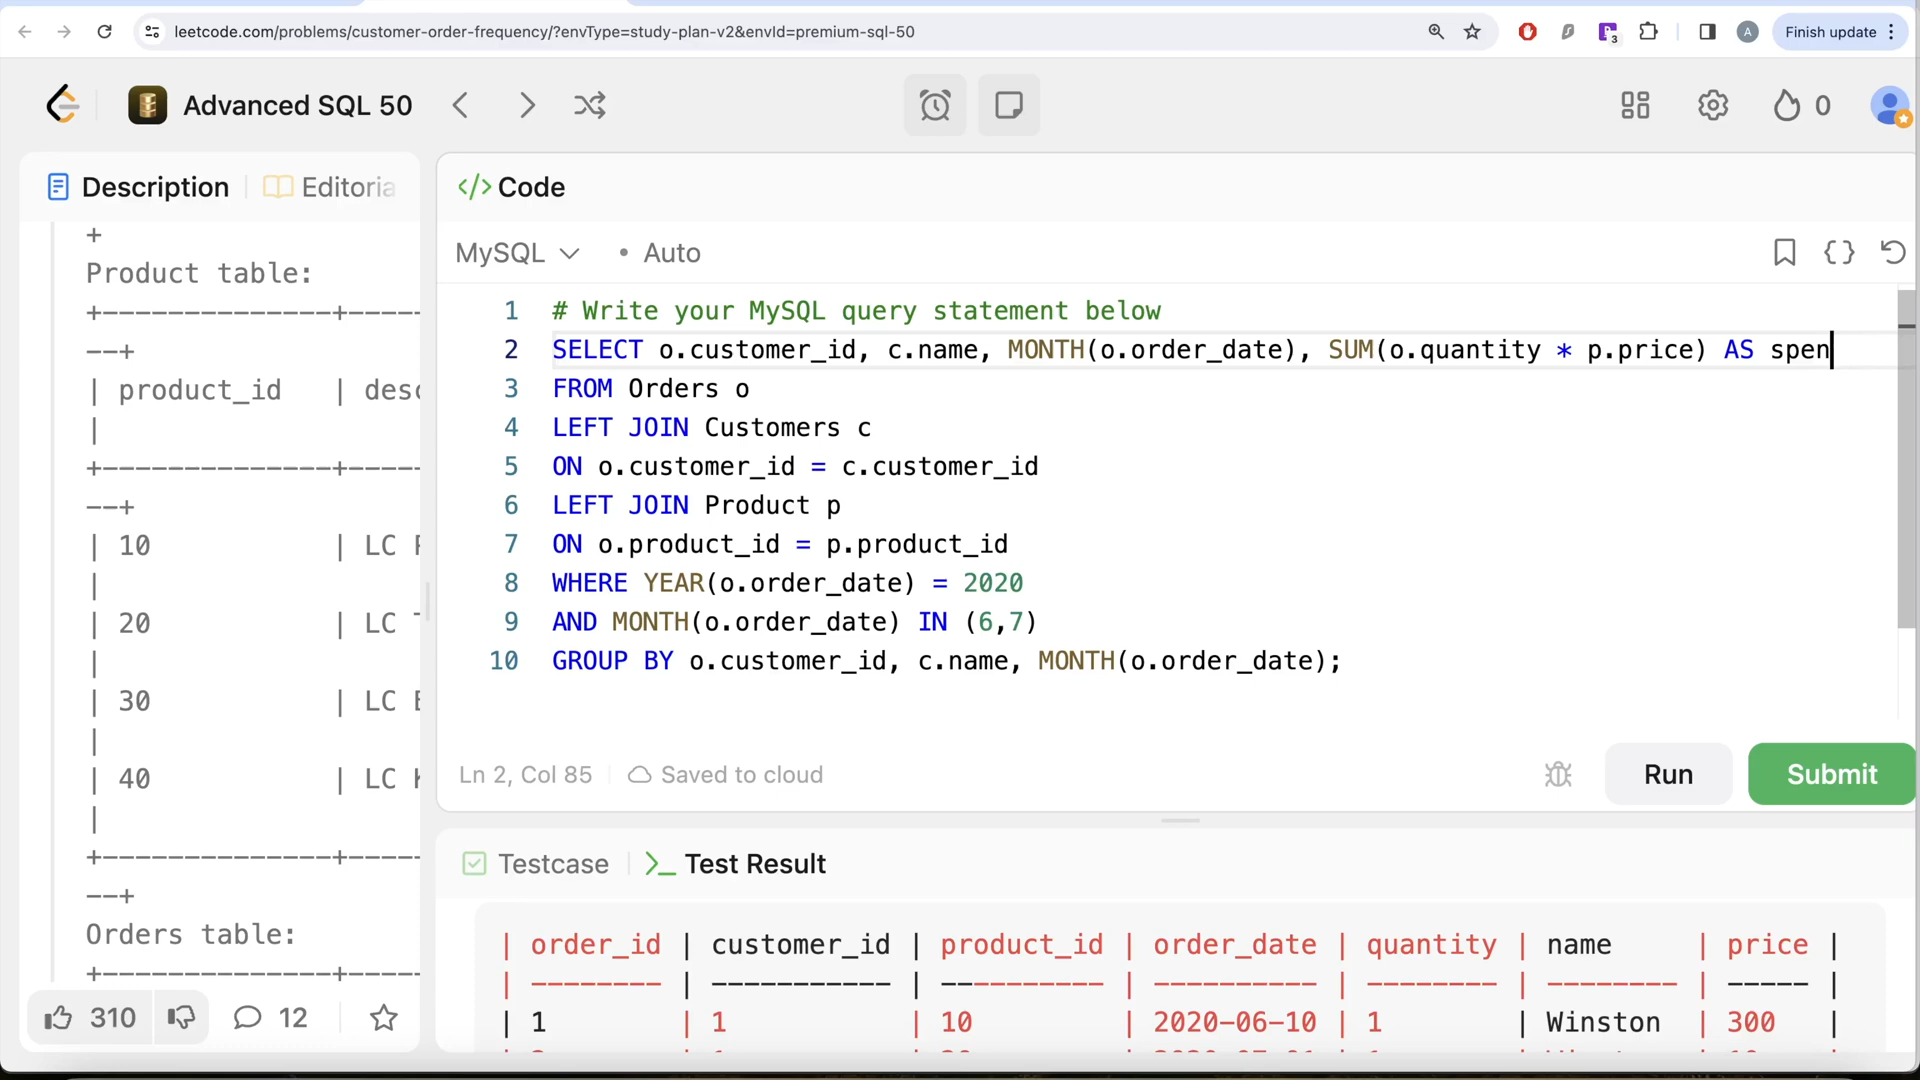 leetcode.com/problems/customer-order-frequency/?envType=study-plan-v2&envId=premium-sql-50
3
A
Finish update
Advanced SQL 50
0
Description
Editoria
+
Product table:
+--------------+-----
--+
| product_id | desc
|
+--------------+-----
--+
| 10 | LC
|
| 20 | LC
|
| 30 | LC
|
| 40 | LC
|
+--------------+-----
--+
Orders table:
+--------------+-----
310
12
</> Code
MySQL
• Auto
1 # Write your MySQL query statement below
2 SELECT o.customer_id, c.name, MONTH(o.order_date), SUM(o.quantity * p.price) AS spen
3 FROM Orders o
4 LEFT JOIN Customers c
5 ON o.customer_id = c.customer_id
6 LEFT JOIN Product p
7 ON o.product_id = p.product_id
8 WHERE YEAR(o.order_date) = 2020
9 AND MONTH(o.order_date) IN (6,7)
10 GROUP BY o.customer_id, c.name, MONTH(o.order_date);
Ln 2, Col 85
Saved to cloud
Run
Submit
Testcase
Test Result
| order_id | customer_id | product_id | order_date | quantity | name | price |
| -------- | ----------- | ---------- | ---------- | -------- | -------- | ----- |
| 1 | 1 | 10 | 2020-06-10 | 1 | Winston | 300 |